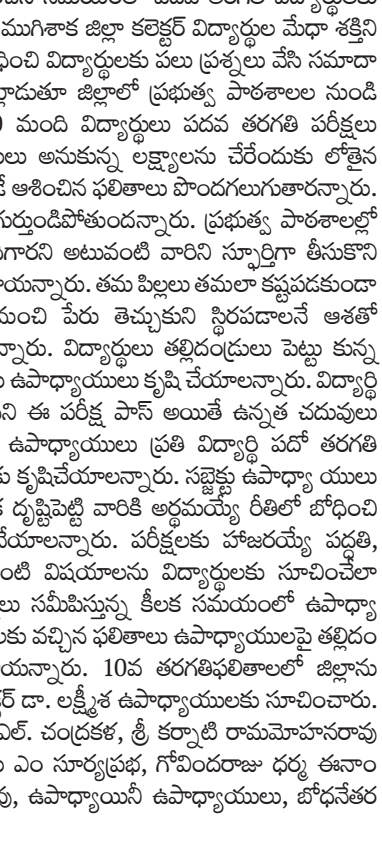 ముగిశాక జిల్లా కలెక్టర్ విద్యార్థుల మేధా శక్తిని
ధించి విద్యార్థులకు పలు ప్రశ్నలు వేసి సమాదా
్లాడుతూ జిల్లాలో ప్రభుత్వ పాఠశాలల నుండి
మంది విద్యార్థులు పదవ తరగతి పరీక్షలు
లు అనుకున్న లక్ష్యాలను చేరేందుకు లోతైన
ే ఆశించిన ఫలితాలు పొందగలుగుతారన్నారు.
గుర్తుండిపోతుందన్నారు. ప్రభుత్వ పాఠశాలల్లో
గారని అటువంటి వారిని స్ఫూర్తిగా తీసుకొని
యన్నారు. తమ పిల్లలు తమలా కష్టపడకుండా
మంచి పేరు తెచ్చుకుని స్థిరపడాలనే ఆశతో
న్నారు. విద్యార్థులు తల్లిదండ్రులు పెట్టు కున్న
ు ఉపాధ్యాయులు కృషి చేయాలన్నారు. విద్యార్థి
ని ఈ పరీక్ష పాస్ అయితే ఉన్నత చదువులు
ఉపాధ్యాయులు ప్రతి విద్యార్థి పదో తరగతి
కు కృషిచేయాలన్నారు. సబ్జెక్టు ఉపాధ్యా యులు
క దృష్టిపెట్టి వారికి అర్థమయ్యే రీతిలో బోధించి
చేయాలన్నారు. పరీక్షలకు హాజరయ్యే పద్ధతి,
ంటి విషయాలను విద్యార్థులకు సూచించేలా
్లు సమీపిస్తున్న కీలక సమయంలో ఉపాధ్యా
లకు వచ్చిన ఫలితాలు ఉపాధ్యాయులపై తల్లిదం
యన్నారు. 10వ తరగతిఫలితాలలో జిల్లాను
్టర్ డా. లక్ష్మీశ ఉపాధ్యాయులకు సూచించారు.
ఎల్. చంద్రకళ, శ్రీ కర్నాటి రామమోహనరావు
ు ఎం సూర్యప్రభ, గోవిందరాజు ధర్మ ఈనాం
వు, ఉపాధ్యాయినీ ఉపాధ్యాయులు, బోధనేతర